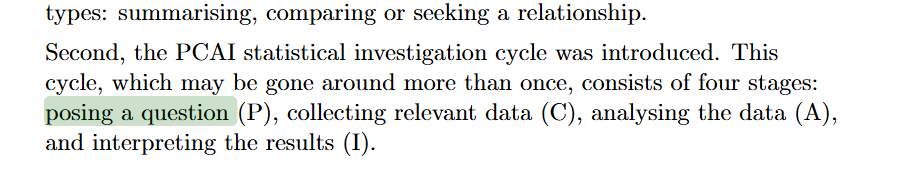 types: summarising, comparing or seeking a relationship.
Second, the PCAI statistical investigation cycle was introduced. This
cycle, which may be gone around more than once, consists of four stages:
posing a question (P), collecting relevant data (C), analysing the data (A),
and interpreting the results (I).